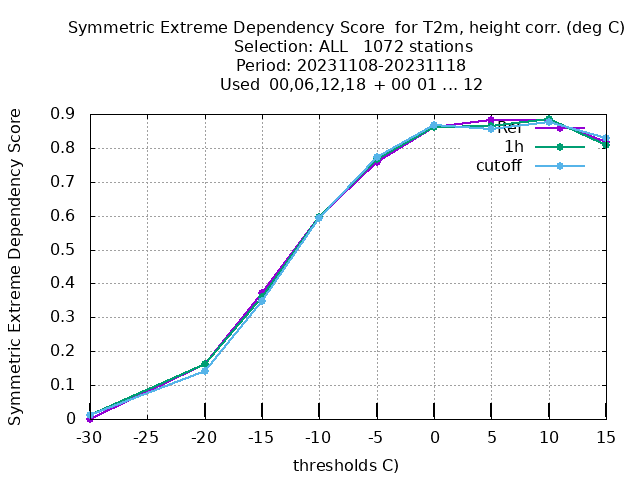 Symmetric Extreme Dependency Score  for T2m, height corr. (deg C)
Selection: ALL   1072 stations
Period: 20231108-20231118
Used  00,06,12,18  + 00 01 ... 12
Symmetric Extreme Dependency Score
0.9
0.8
0.7
0.6
0.5
0.4
0.3
0.2
0.1
0
Ref
1h
cutoff
-30 -25 -20 -15 -10 -5 0 5 10 15
thresholds C)